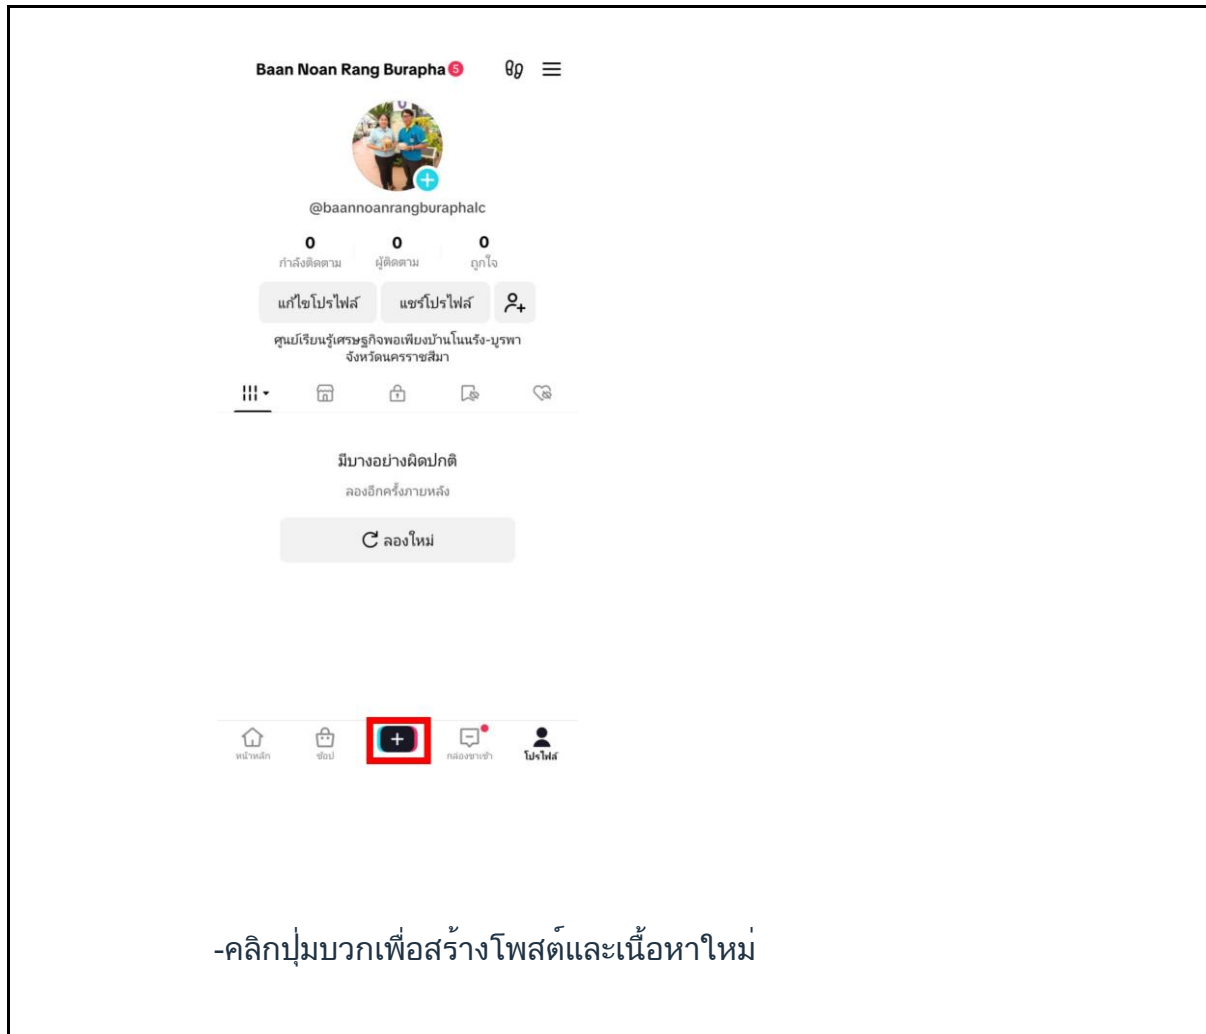 Baan Noan Rang Burapha 5
@baannoanrangburaphalc
0 0 0
กำลังติดตาม ผู้ติดตาม ถูกใจ
แก้ไขโปรไฟล์ แชร์โปรไฟล์
ศูนย์เรียนรู้เศรษฐกิจพอเพียงบ้านโนนรัง-บูรพา
จังหวัดนครราชสีมา
มีบางอย่างผิดปกติ
ลองอีกครั้งภายหลัง
ลองใหม่
หน้าหลัก ช้อป กล่องขาเข้า โปรไฟล์
-คลิกปุ่มบวกเพื่อสร้างโพสต์และเนื้อหาใหม่